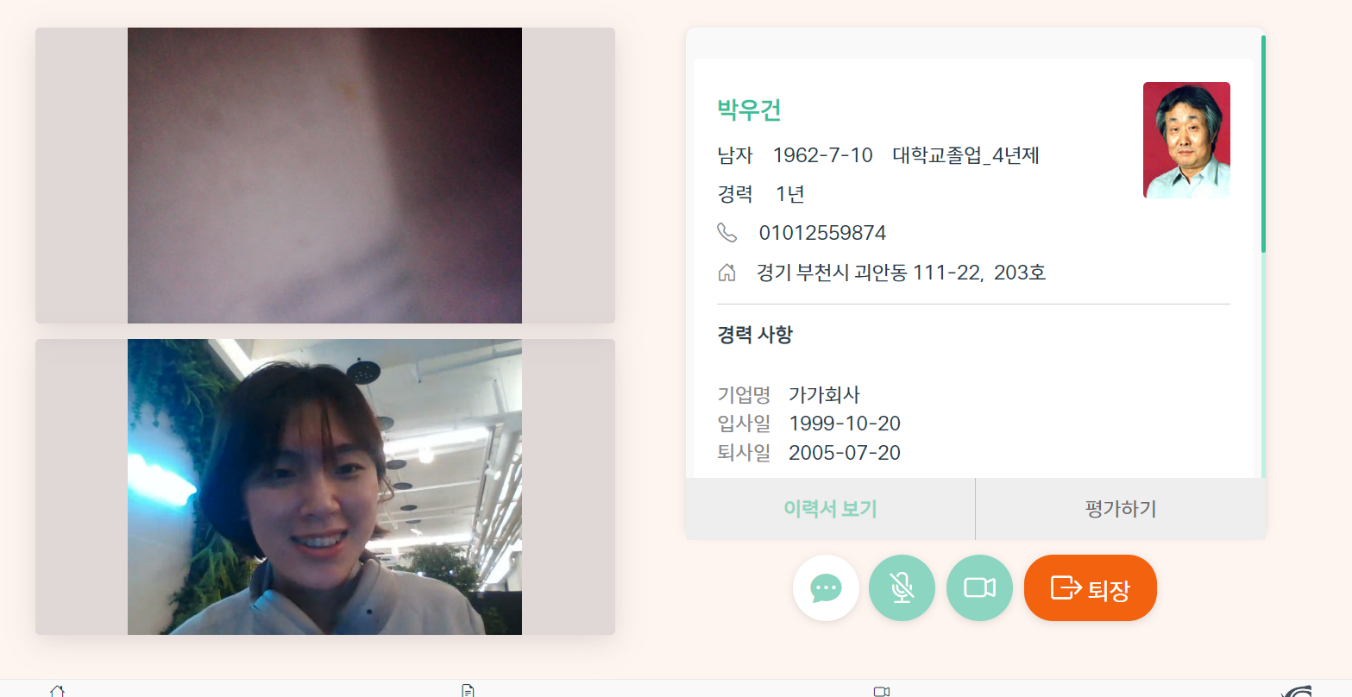 박우건
남자 1962-7-10 대학교졸업_4년제
경력 1년
01012559874
경기 부천시 괴안동 111-22, 203호
경력 사항
기업명 가가회사
입사일 1999-10-20
퇴사일 2005-07-20
이력서 보기 평가하기
퇴장